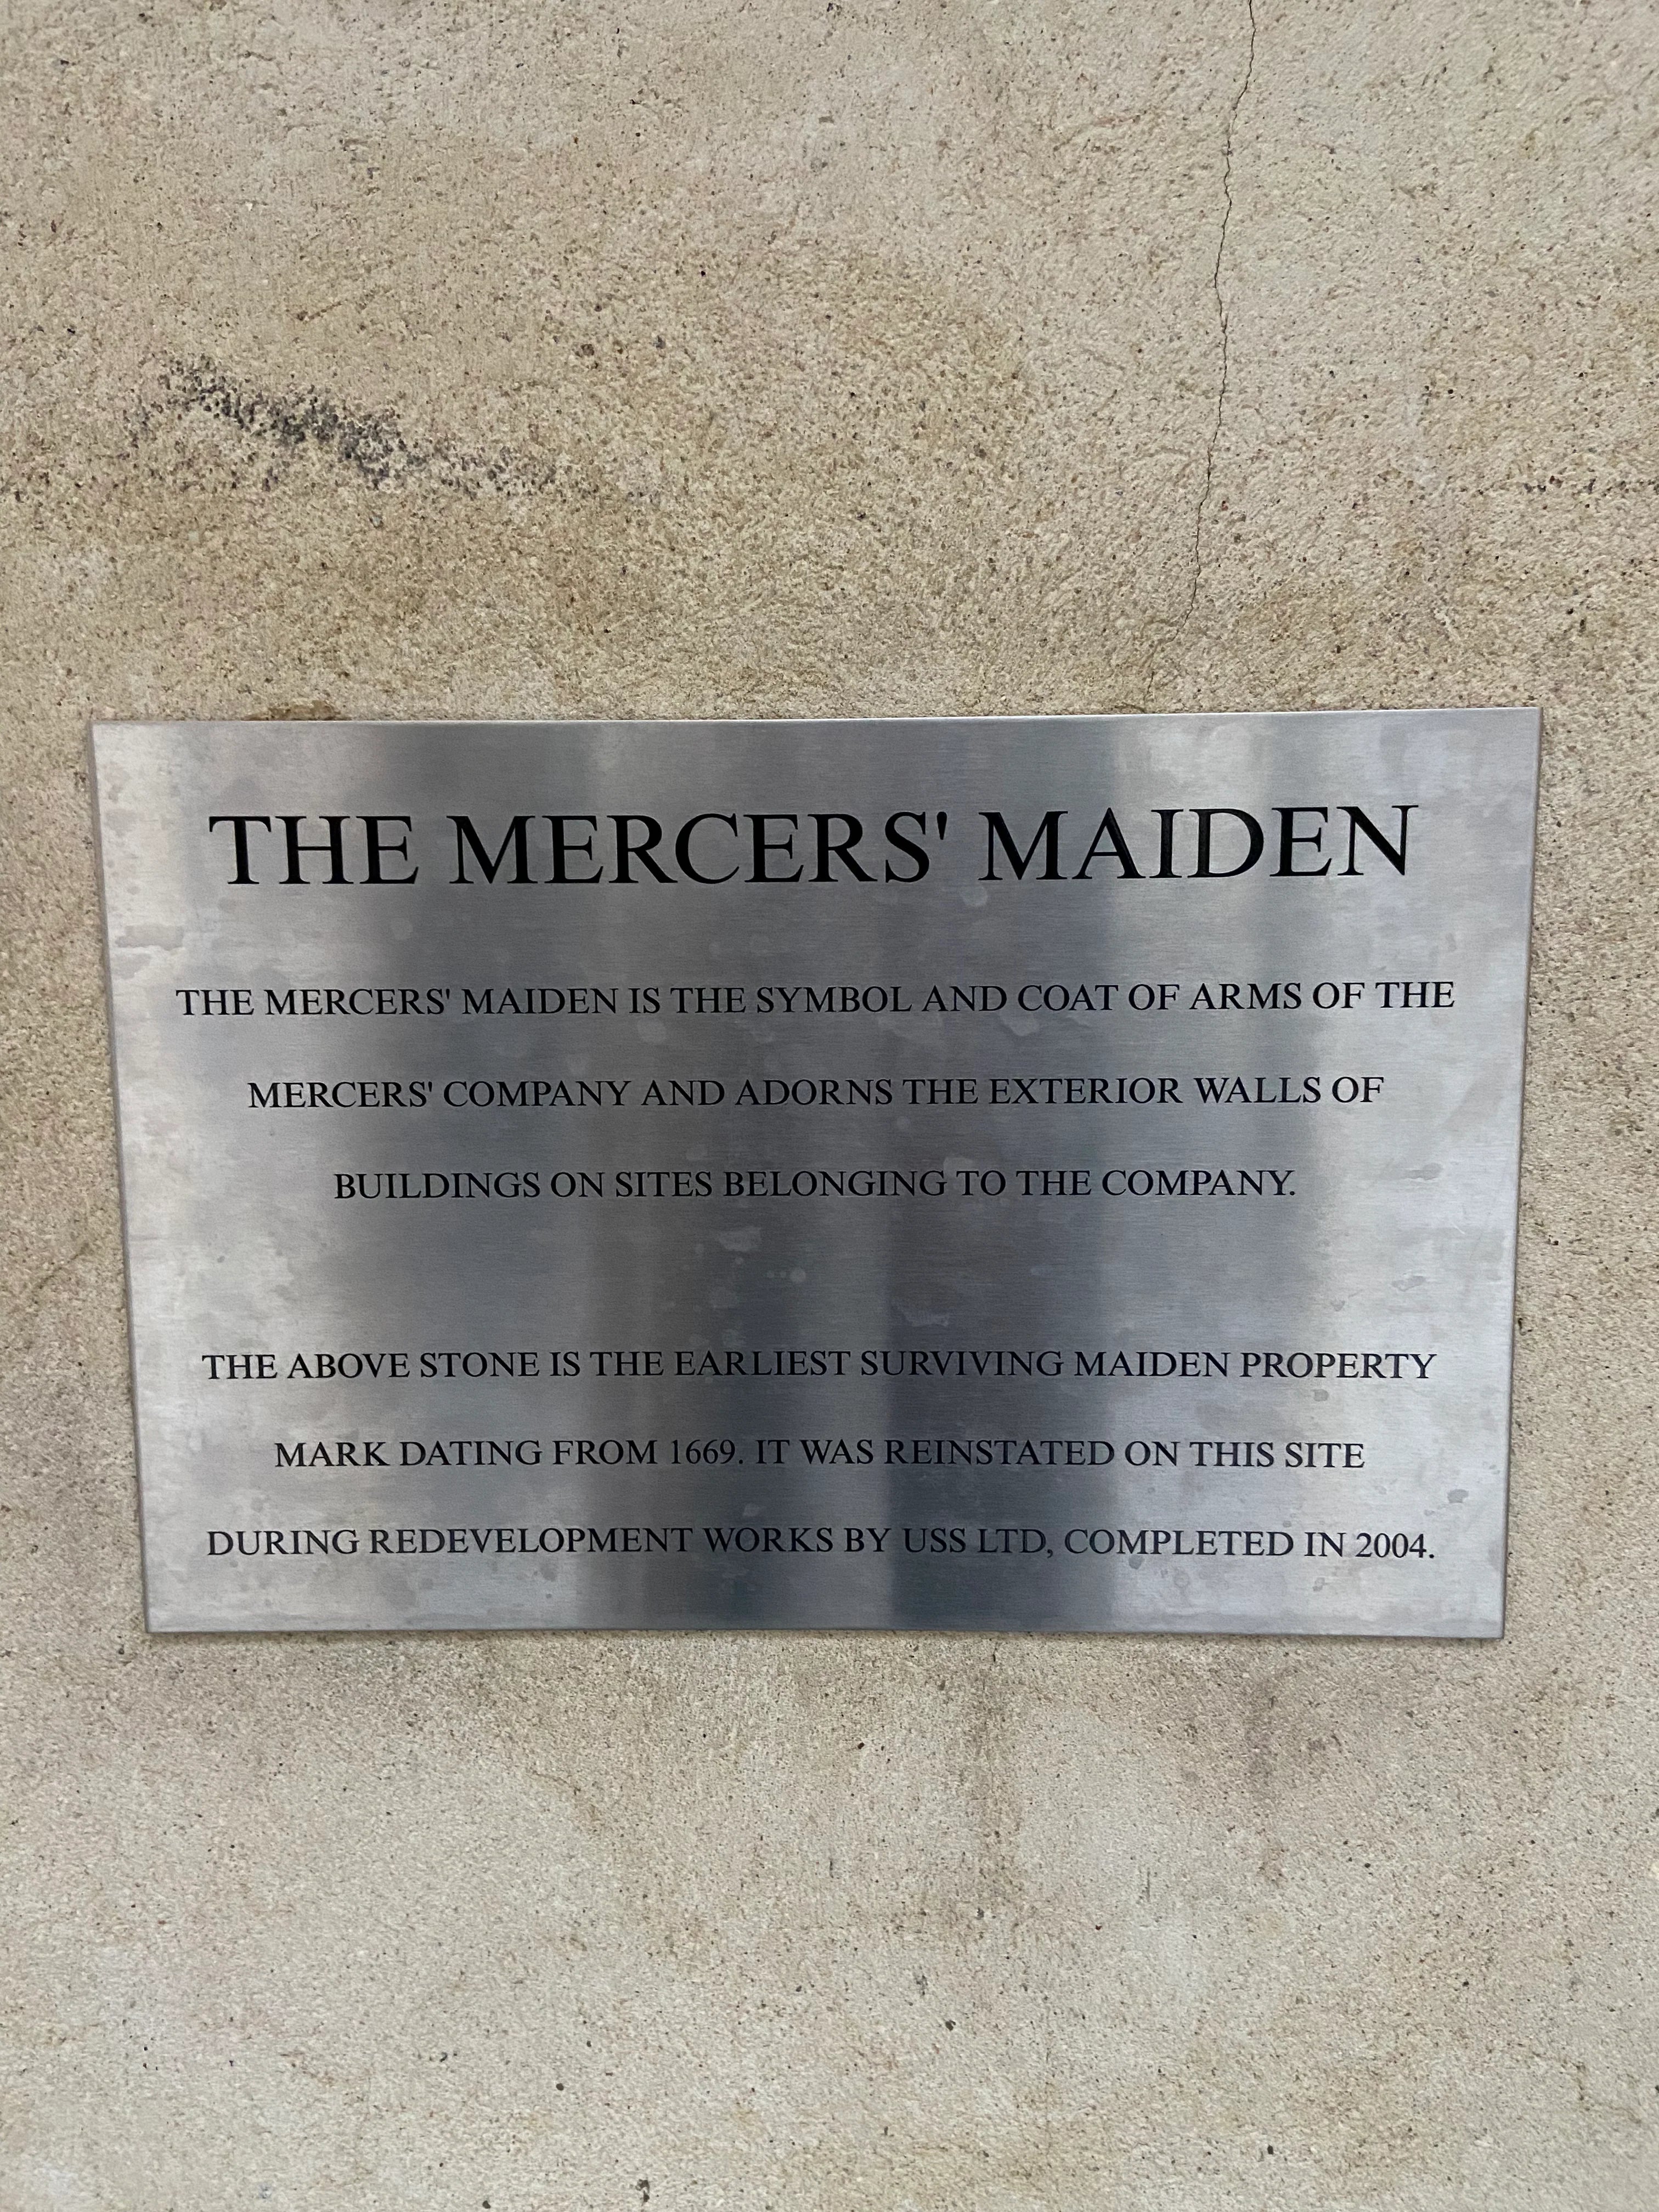 THE MERCERS' MAIDEN
THE MERCERS' MAIDEN IS THE SYMBOL AND COAT OF ARMS OF THE
MERCERS' COMPANY AND ADORNS THE EXTERIOR WALLS OF
BUILDINGS ON SITES BELONGING TO THE COMPANY.
THE ABOVE STONE IS THE EARLIEST SURVIVING MAIDEN PROPERTY
MARK DATING FROM 1669. IT WAS REINSTATED ON THIS SITE
DURING REDEVELOPMENT WORKS BY USS LTD, COMPLETED IN 2004.